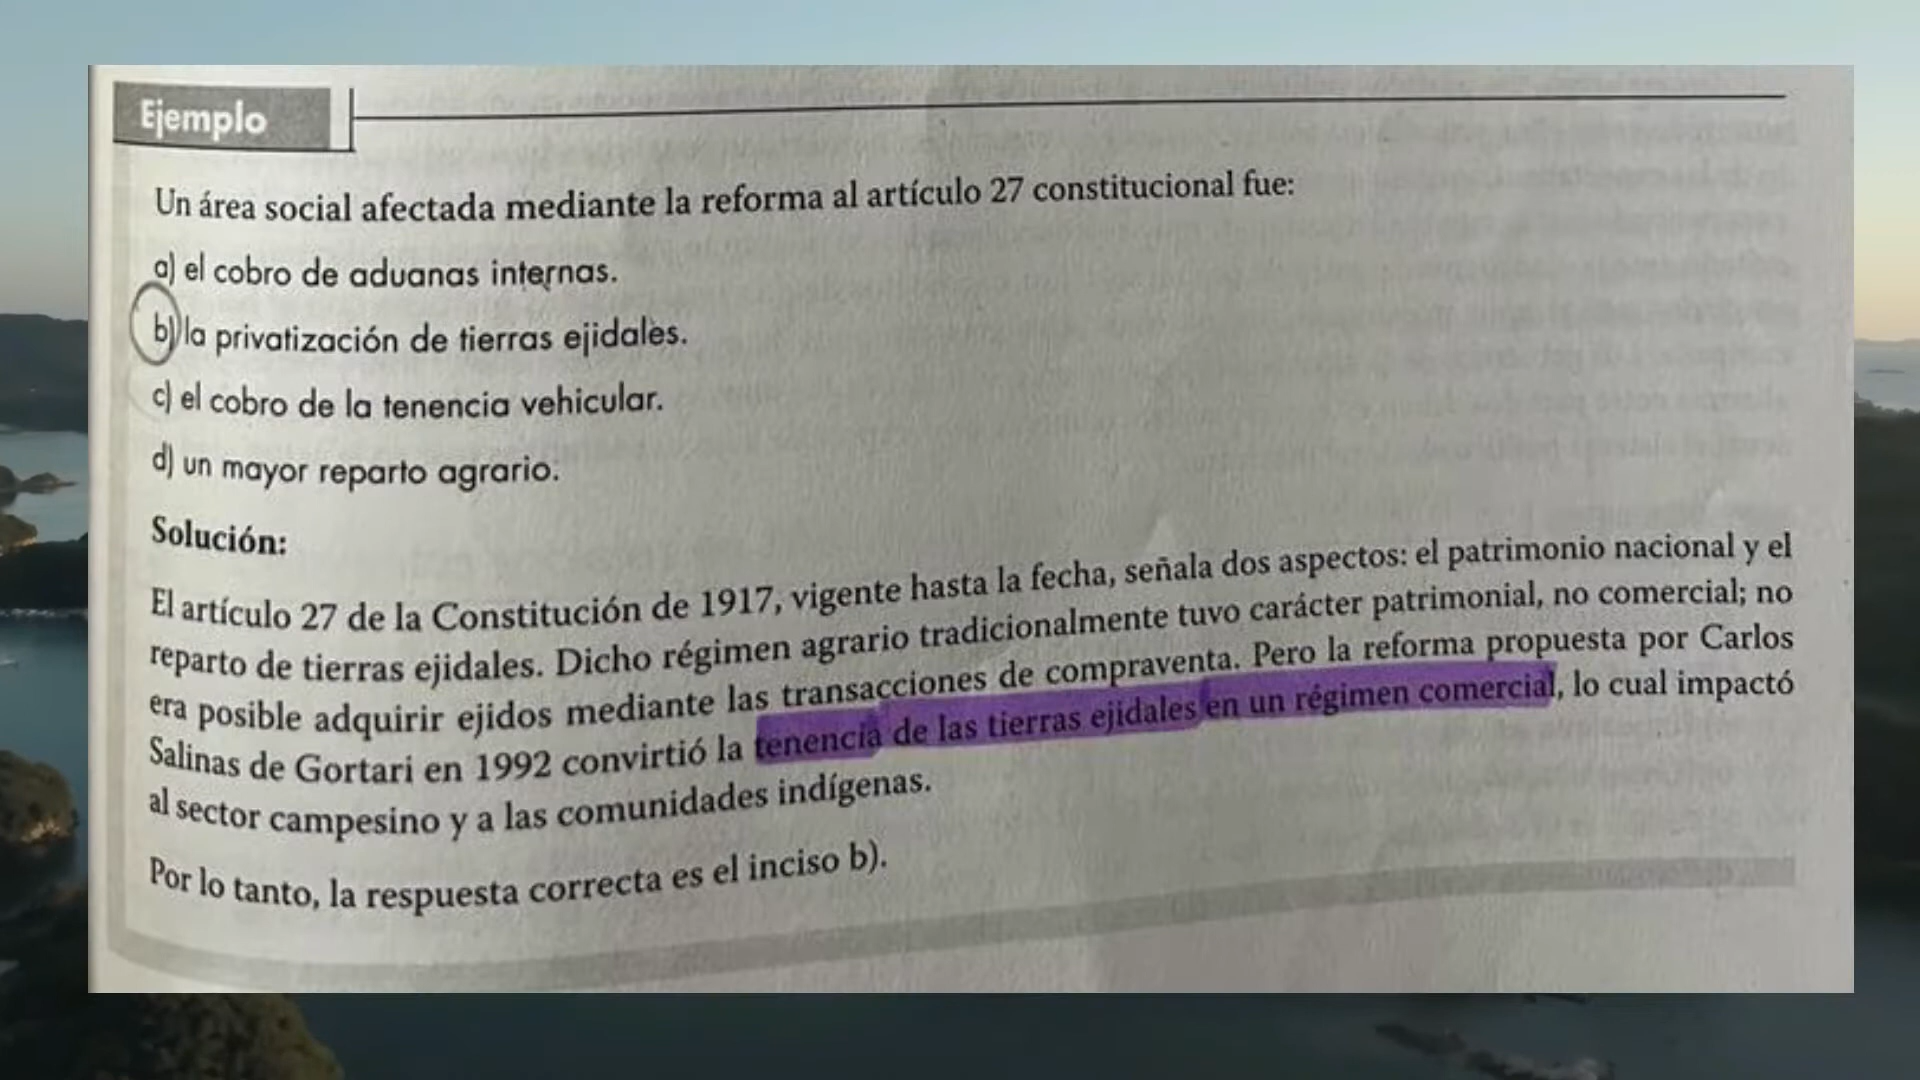 Ejemplo
Un área social afectada mediante la reforma al artículo 27 constitucional fue:
a) el cobro de aduanas internas.
b) la privatización de tierras ejidales.
c) el cobro de la tenencia vehicular.
d) un mayor reparto agrario.
Solución:
El artículo 27 de la Constitución de 1917, vigente hasta la fecha, señala dos aspectos: el patrimonio nacional y el
reparto de tierras ejidales. Dicho régimen agrario tradicionalmente tuvo carácter patrimonial, no comercial; no
era posible adquirir ejidos mediante las transacciones de compraventa. Pero la reforma propuesta por Carlos
Salinas de Gortari en 1992 convirtió la tenencia de las tierras ejidales en un régimen comercial, lo cual impactó
al sector campesino y a las comunidades indígenas.
Por lo tanto, la respuesta correcta es el inciso b).